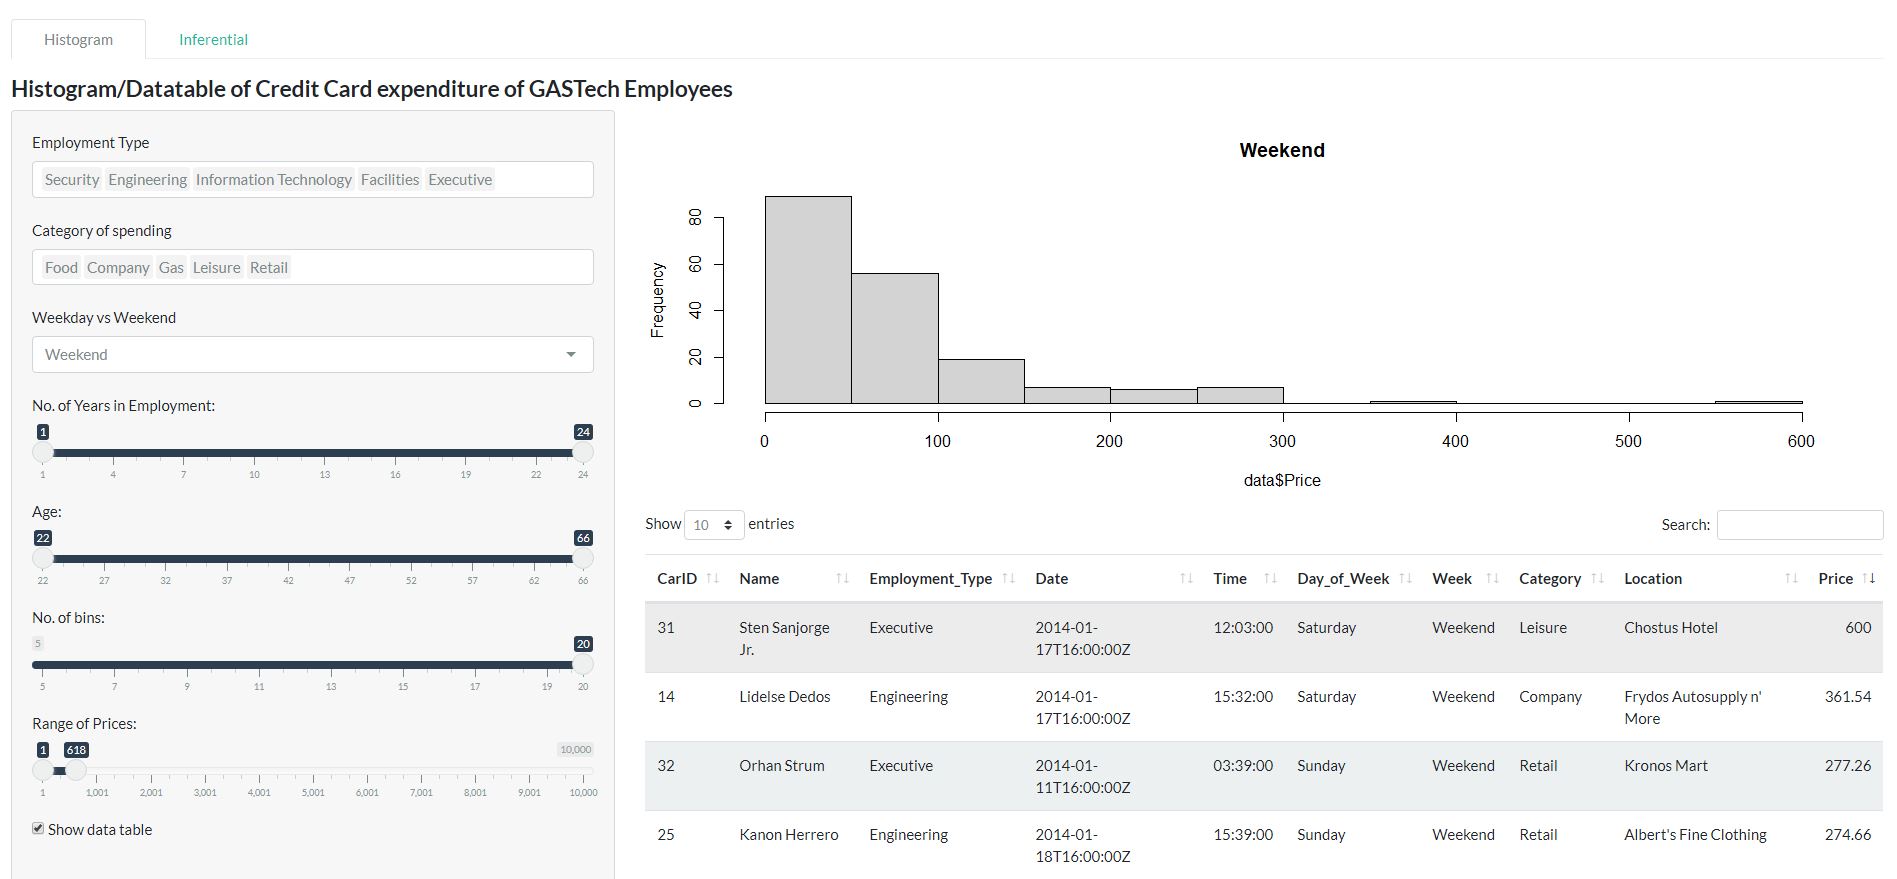 Histogram Inferential
Histogram/Datatable of Credit Card expenditure of GASTech Employees
Employment Type
Security Engineering Information Technology Facilities Executive
Category of spending
Food Company Gas Leisure Retail
Weekday vs Weekend
Weekend
No. of Years in Employment:
1 24
1 4 7 10 13 16 19 22 24
Age:
22 66
22 27 32 37 42 47 52 57 62 66
No. of bins:
5 20
5 7 9 11 13 15 17 19 20
Range of Prices:
1 618 10,000
1 1,001 2,001 3,001 4,001 5,001 6,001 7,001 8,001 9,001 10,000
Show data table
Weekend
Frequency
80
60
40
20
0
0 100 200 300 400 500 600
data$Price
Show 10 entries Search:
CarID Name Employment_Type Date Time Day_of_Week Week Category Location Price
31 Sten Sanjorge Executive 2014-01- 12:03:00 Saturday Weekend Leisure Chostus Hotel 600
Jr. 17T16:00:00Z
14 Lidelse Dedos Engineering 2014-01- 15:32:00 Saturday Weekend Company Frydos Autosupply n' 361.54
17T16:00:00Z More
32 Orhan Strum Executive 2014-01- 03:39:00 Sunday Weekend Retail Kronos Mart 277.26
11T16:00:00Z
25 Kanon Herrero Engineering 2014-01- 15:39:00 Sunday Weekend Retail Albert's Fine Clothing 274.66
18T16:00:00Z